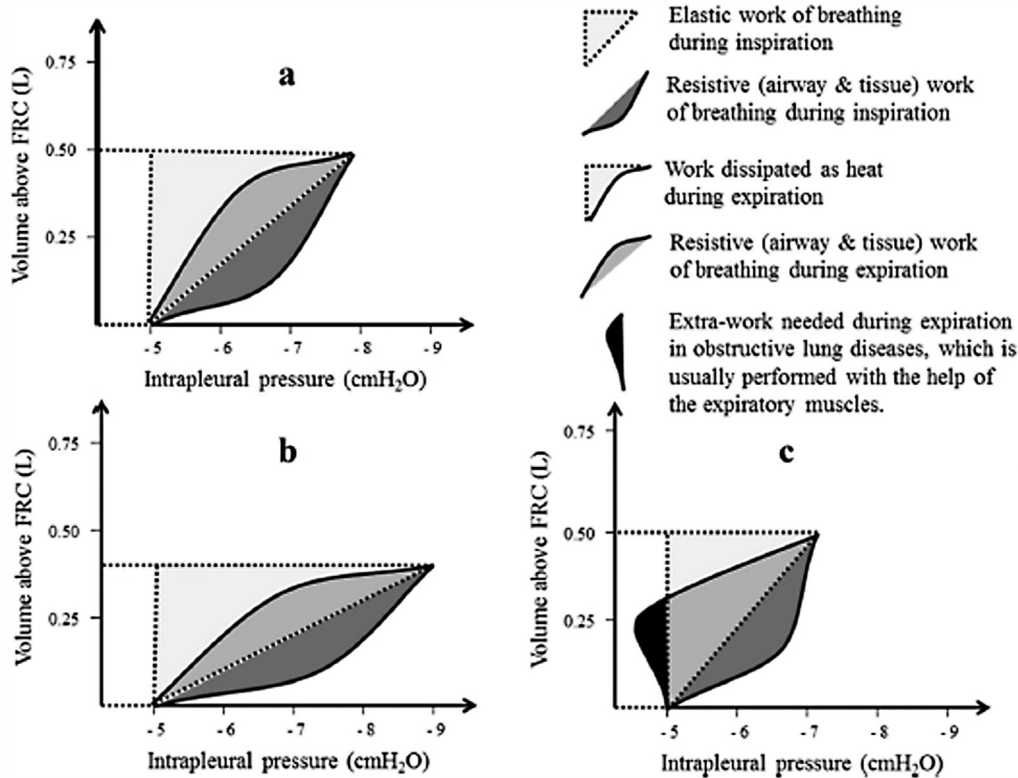 a
Volume above FRC (L)
0.75
0.50
0.25
-5 -6 -7 -8 -9
Intrapleural pressure (cmH₂O)
Elastic work of breathing
during inspiration
Resistive (airway & tissue) work
of breathing during inspiration
Work dissipated as heat
during expiration
Resistive (airway & tissue) work
of breathing during expiration
Extra-work needed during expiration
in obstructive lung diseases, which is
usually performed with the help of
the expiratory muscles.
b
Volume above FRC (L)
0.75
0.50
0.25
-5 -6 -7 -8 -9
Intrapleural pressure (cmH₂O)
c
Volume above FRC (L)
0.75
0.50
0.25
-5 -6 -7 -8 -9
Intrapleural pressure (cmH₂O)